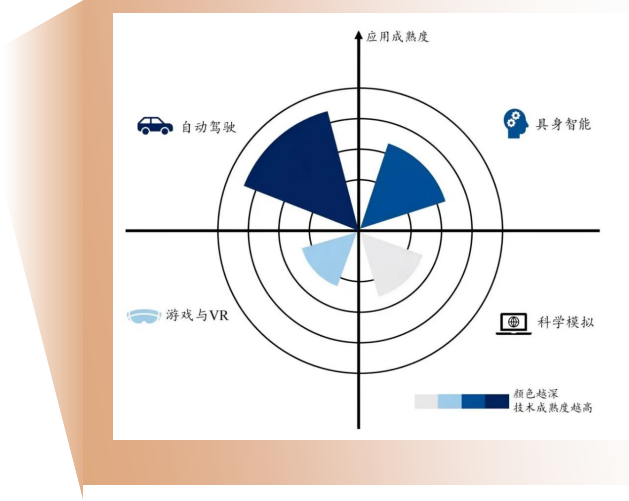 应用成熟度
自动驾驶
具身智能
游戏与VR
科学模拟
颜色越深
技术成熟度越高